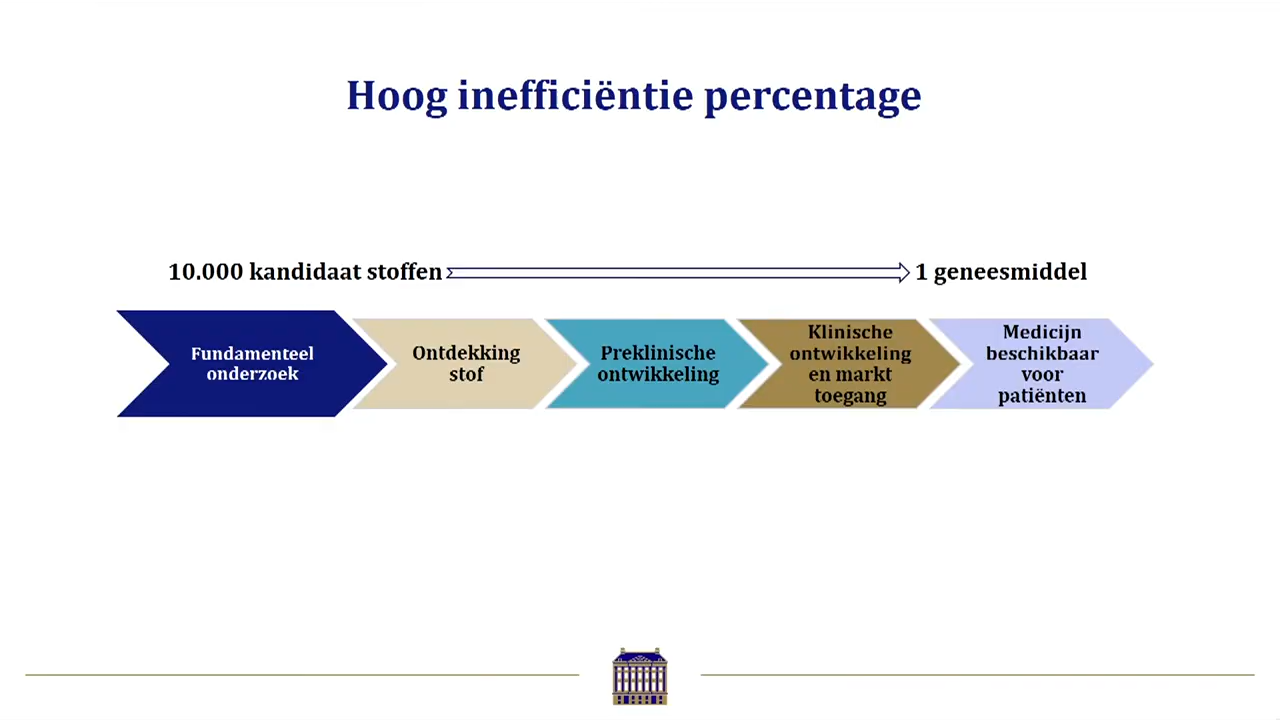 Hoog inefficiëntie percentage
10.000 kandidaat stoffen
1 geneesmiddel
Fundamenteel
onderzoek
Ontdekking
stof
Preklinische
ontwikkeling
Klinische
ontwikkeling
en markt
toegang
Medicijn
beschikbaar
voor
patiënten